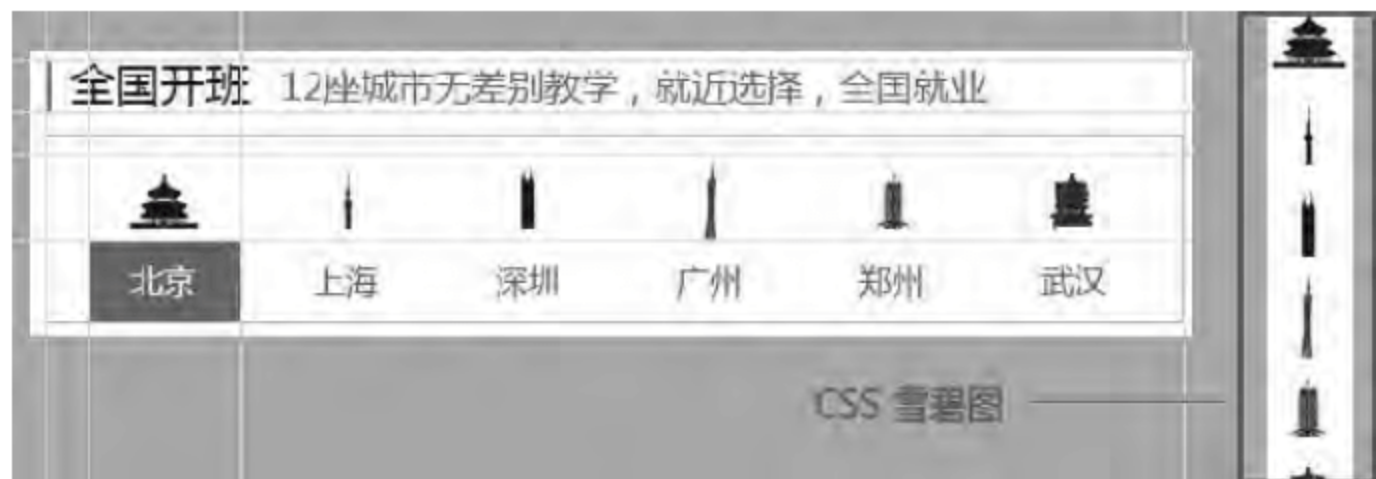 全国开班 12座城市无差别教学，就近选择，全国就业
北京 上海 深圳 广州 郑州 武汉
CSS 雪碧图